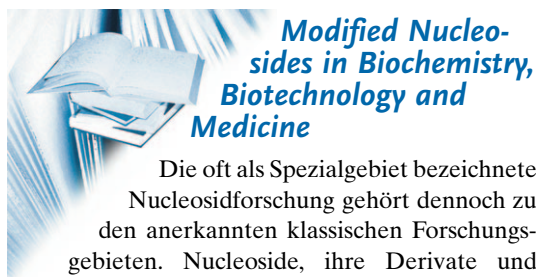 Modified Nucleo-
sides in Biochemistry,
Biotechnology and
Medicine
Die oft als Spezialgebiet bezeichnete
Nucleosidforschung gehört dennoch zu
den anerkannten klassischen Forschungs-
gebieten. Nucleoside, ihre Derivate und